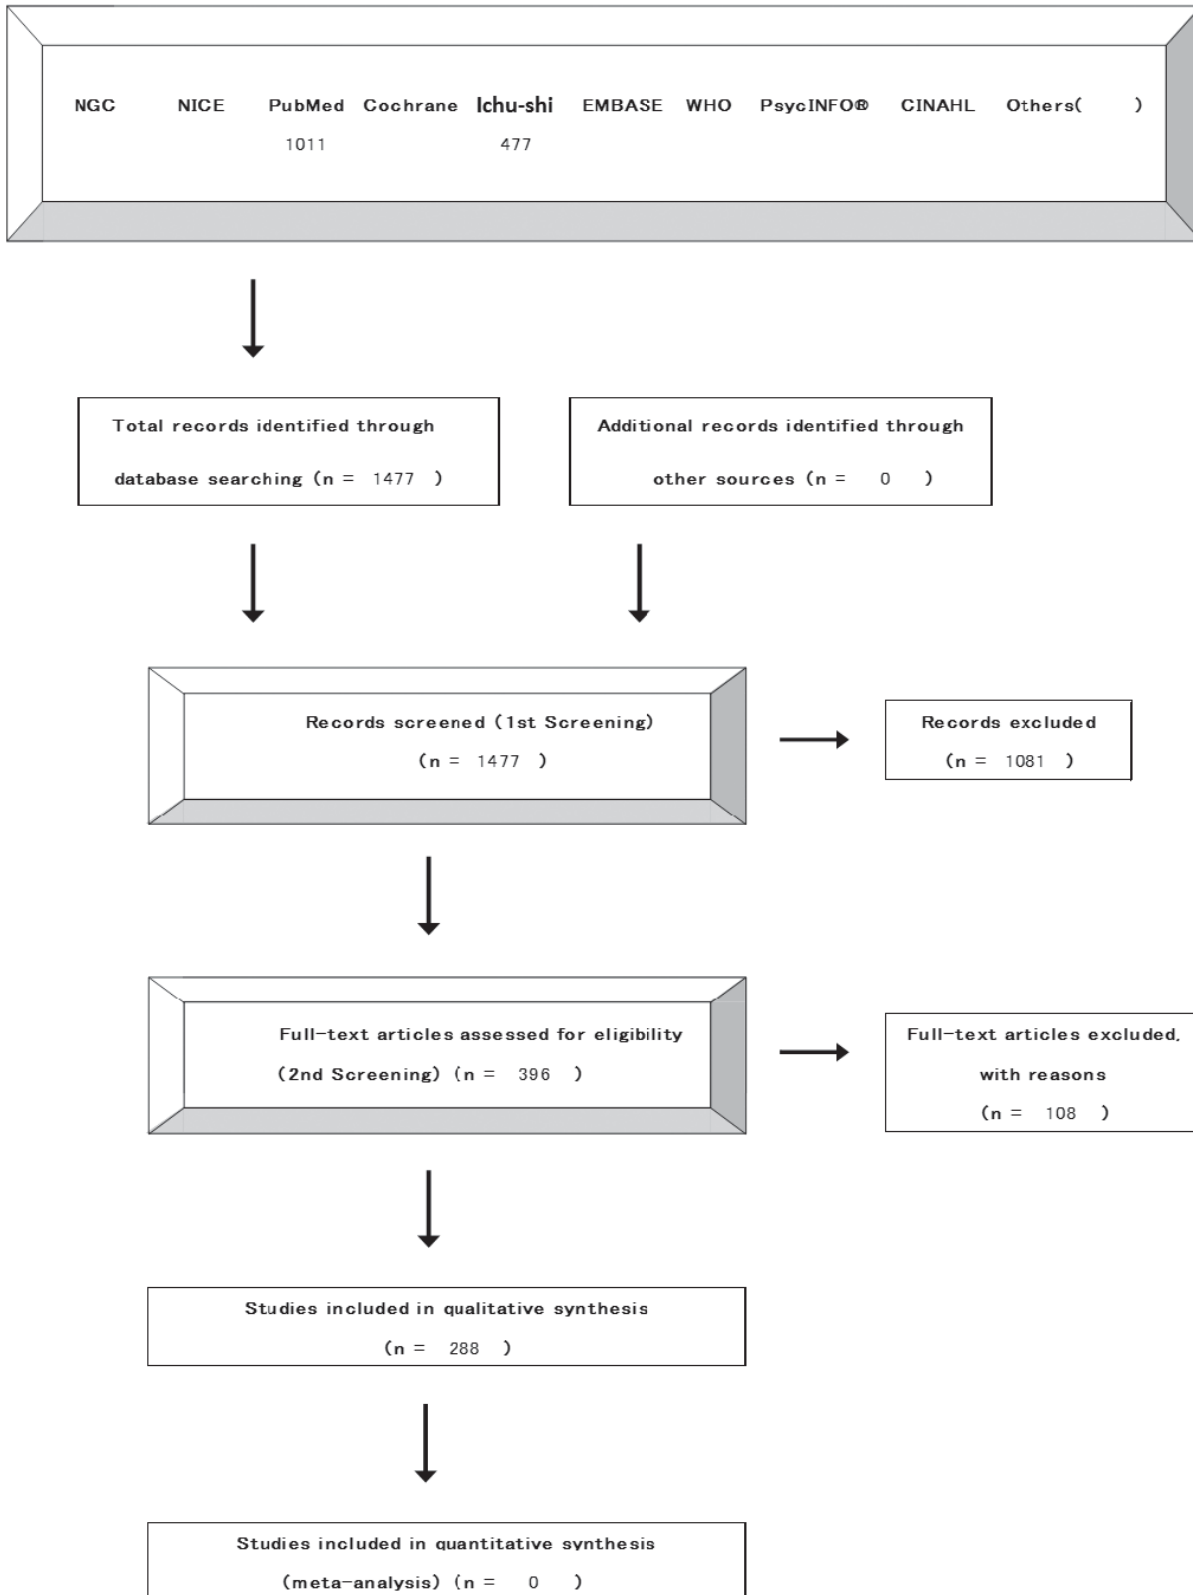 NGC NICE PubMed Cochrane Ichu-shi EMBASE WHO PsycINFO® CINAHL Others( )
1011 477
Total records identified through
database searching (n = 1477 )
Additional records identified through
other sources (n = 0 )
Records screened (1st Screening)
(n = 1477 )
Records excluded
(n = 1081 )
Full-text articles assessed for eligibility
(2nd Screening) (n = 396 )
Full-text articles excluded,
with reasons
(n = 108 )
Studies included in qualitative synthesis
(n = 288 )
Studies included in quantitative synthesis
(meta-analysis) (n = 0 )